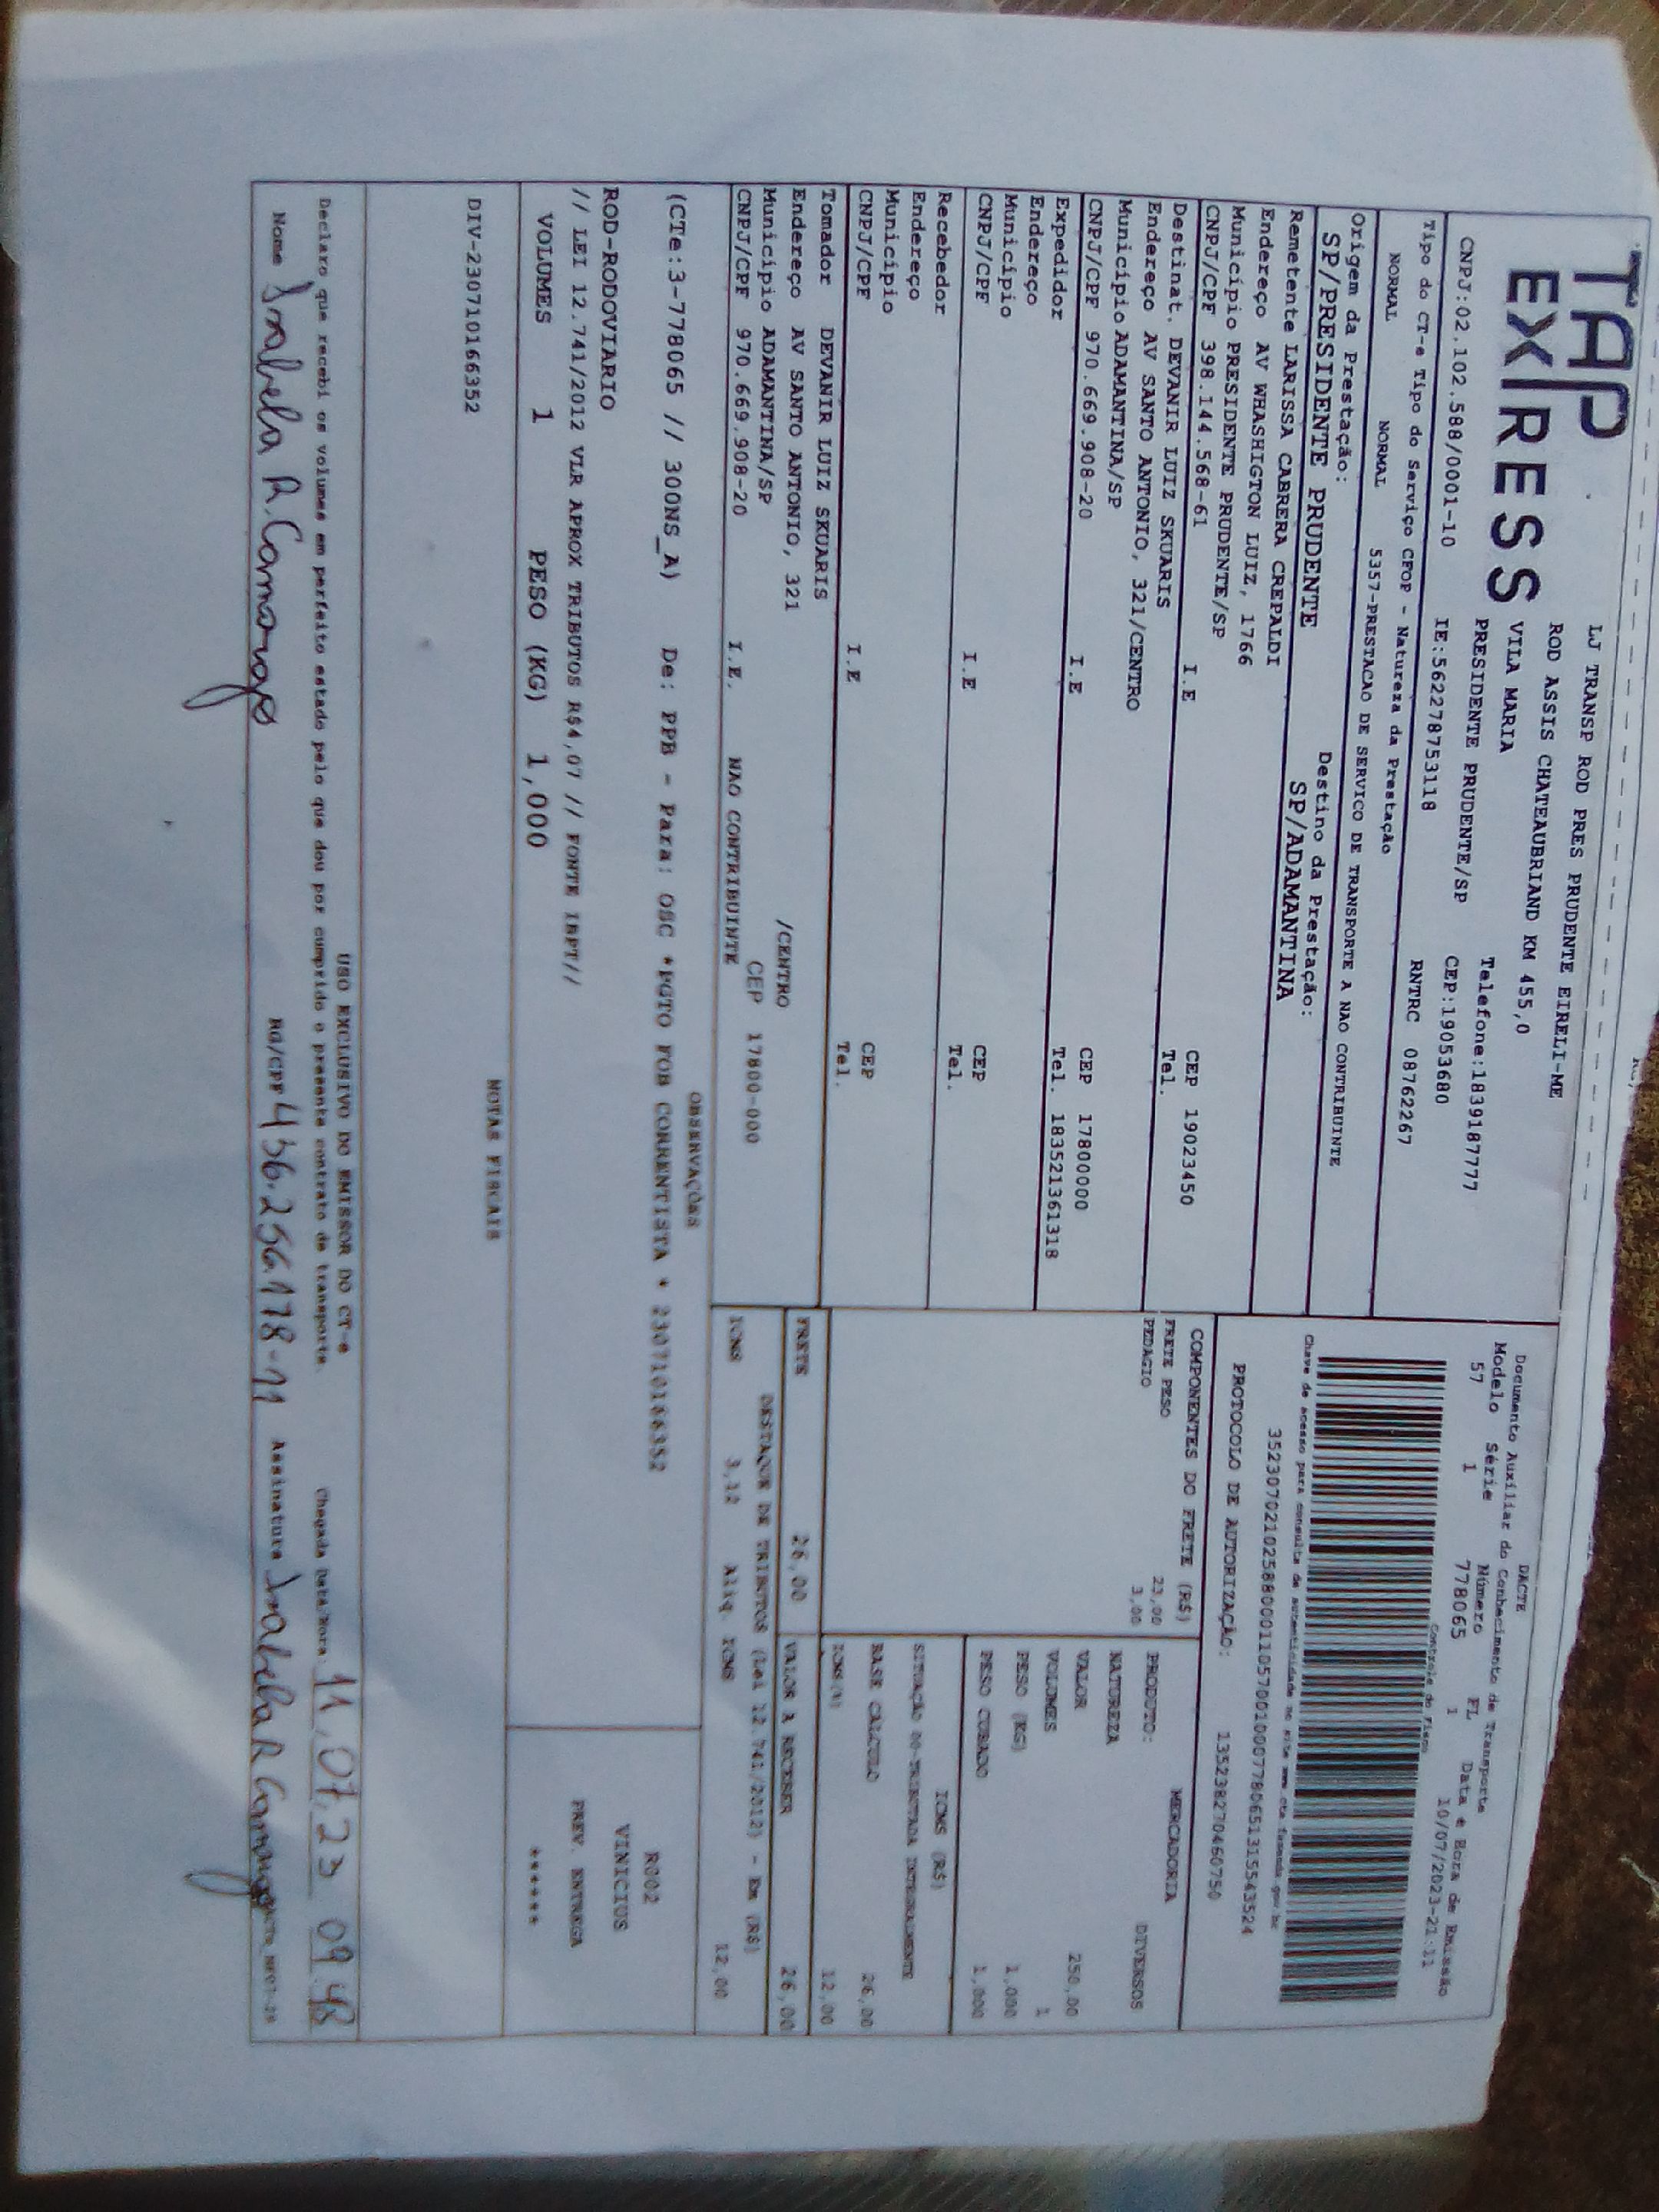 TAP EXPRESS
LJ TRANSP ROD PRES PRUDENTE EIRELI-ME
ROD ASSIS CHATEAUBRIAND KM 455,0
VILA MARIA Telefone:1839187777
PRESIDENTE PRUDENTE/SP CEP:19053680
CNPJ:02.102.588/0001-10 IE:562278753118 RNTRC 08762267
Tipo do CT-e Tipo do Serviço CFOP - Natureza da Prestação
NORMAL NORMAL 5357-PRESTACAO DE SERVICO DE TRANSPORTE A NAO CONTRIBUINTE
Origem da Prestação: Destino da Prestação:
SP/PRESIDENTE PRUDENTE SP/ADAMANTINA
Remetente LARISSA CABRERA CREPALDI
Endereço AV WHASHIGTON LUIZ, 1766
Município PRESIDENTE PRUDENTE/SP CEP 19023450
CNPJ/CPF 398.144.568-61 I.E Tel.
Destinat. DEVANIR LUIZ SKUARIS
Endereço AV SANTO ANTONIO, 321/CENTRO
Município ADAMANTINA/SP CEP 17800000
CNPJ/CPF 970.669.908-20 I.E Tel. 183521361318
Expedidor
Endereço
Município CEP
CNPJ/CPF I.E Tel.
Recebedor
Endereço
Município CEP
CNPJ/CPF I.E Tel.
Tomador DEVANIR LUIZ SKUARIS
Endereço AV SANTO ANTONIO, 321 /CENTRO
Município ADAMANTINA/SP CEP 17800-000
CNPJ/CPF 970.669.908-20 I.E. NAO CONTRIBUINTE
DACTE
Documento Auxiliar do Conhecimento de Transporte
Modelo Série Número FL Data e Hora de Emissão
57 1 778065 1 10/07/2023-21:11
Controle do Fisco
Chave de acesso para consulta de autenticidade no site www.cte.fazenda.gov.br
35230702102588000110570010007780651315543524
PROTOCOLO DE AUTORIZAÇÃO: 135238270460750
COMPONENTES DO FRETE (R$)
FRETE PESO 23,00
PEDAGIO 3,00
MERCADORIA
PRODUTO: DIVERSOS
NATUREZA
VALOR 250,00
VOLUMES 1
PESO (KG) 1,000
PESO CUBADO 1,000
ICMS (R$)
SITUAÇÃO 00-TRIBUTADA INTEGRALMENTE
BASE CÁLCULO 26,00
ICMS(%) 12,00
FRETE 26,00 VALOR A RECEBER 26,00
DESTAQUE DE TRIBUTOS (Lei 12.741/2012) - Em (R$)
ICMS 3,12 Aliq ICMS 12,00
OBSERVAÇÕES
(CTe:3-778065 // 300NS_A) De: PPB - Para: OSC *PGTO FOB CORRENTISTA * 230710166352
ROD-RODOVIARIO
// LEI 12.741/2012 VLR APROX TRIBUTOS R$4,07 // FONTE IBPT//
VOLUMES 1 PESO (KG) 1,000
R002
VINICIUS
PREV. ENTREGA
******
NOTAS FISCAIS
DIV-230710166352
USO EXCLUSIVO DO EMISSOR DO CT-e
Declaro que recebi os volumes em perfeito estado pelo que dou por cumprido o presente contrato de transporte. Chegada Data/Hora: 11,07,23 09:48
Nome Isabela R. Camargo RG/CPF 436.256.178-11 Assinatura Isabela R Camargo